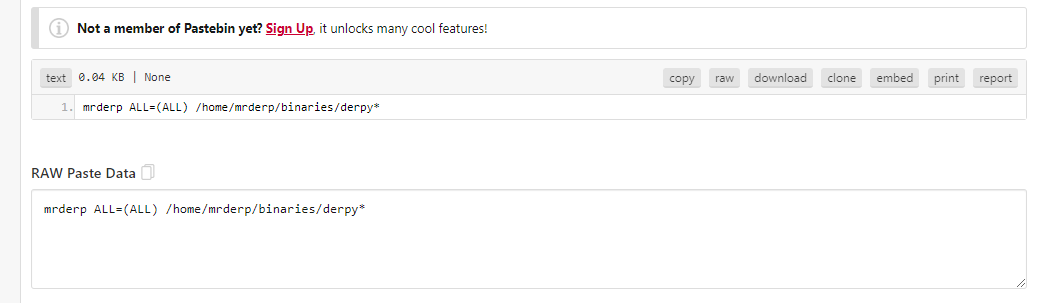 Not a member of Pastebin yet? Sign Up, it unlocks many cool features!
text 0.04 KB | None copy raw download clone embed print report
1. mrderp ALL=(ALL) /home/mrderp/binaries/derpy*
RAW Paste Data
mrderp ALL=(ALL) /home/mrderp/binaries/derpy*